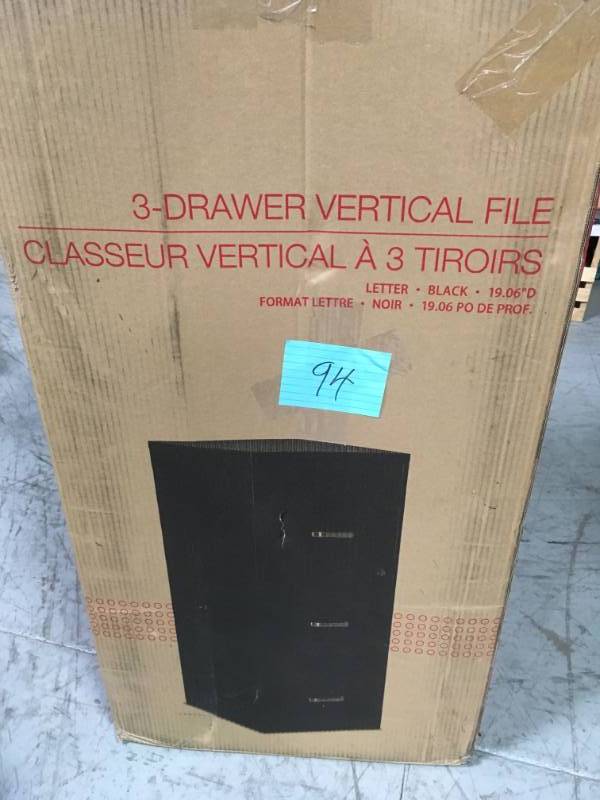 3-DRAWER VERTICAL FILE
CLASSEUR VERTICAL À 3 TIROIRS
LETTER • BLACK • 19.06"D
FORMAT LETTRE • NOIR • 19.06 PO DE PROF.
94